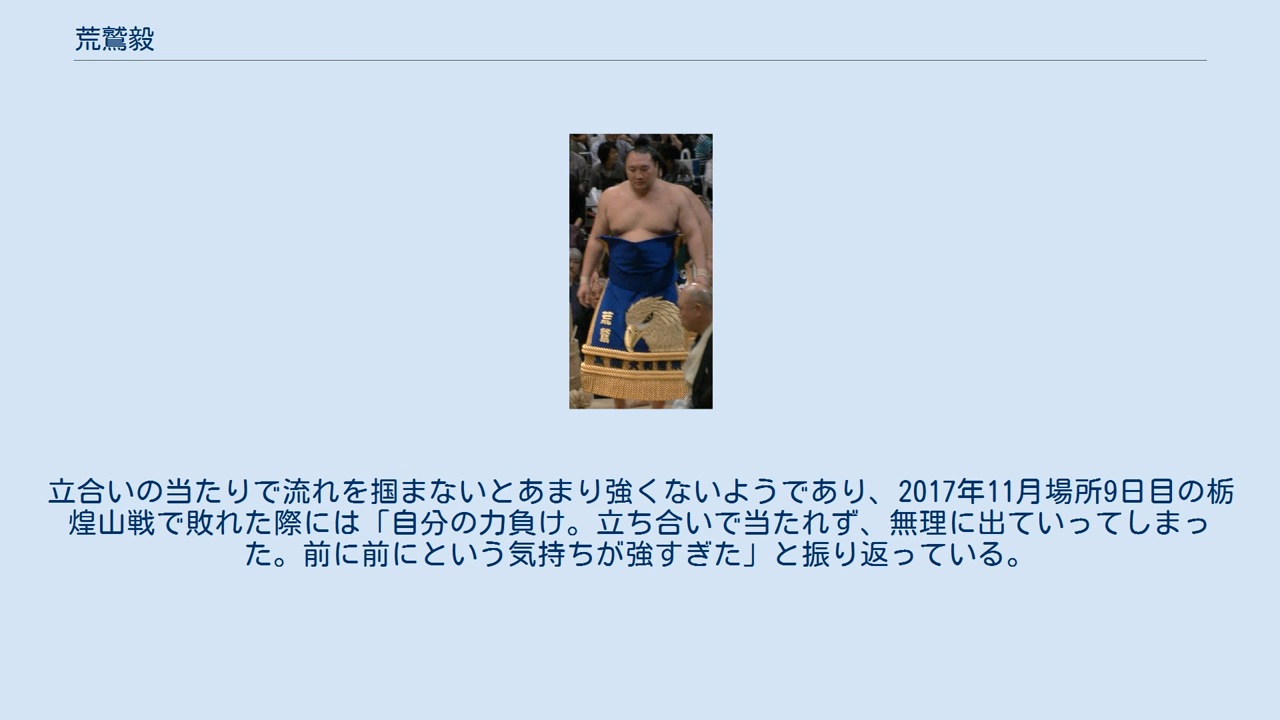 荒鷲毅
荒鷲
立合いの当たりで流れを掴まないとあまり強くないようであり、2017年11月場所9日目の栃
煌山戦で敗れた際には「自分の力負け。立ち合いで当たれず、無理に出ていってしまっ
た。前に前にという気持ちが強すぎた」と振り返っている。